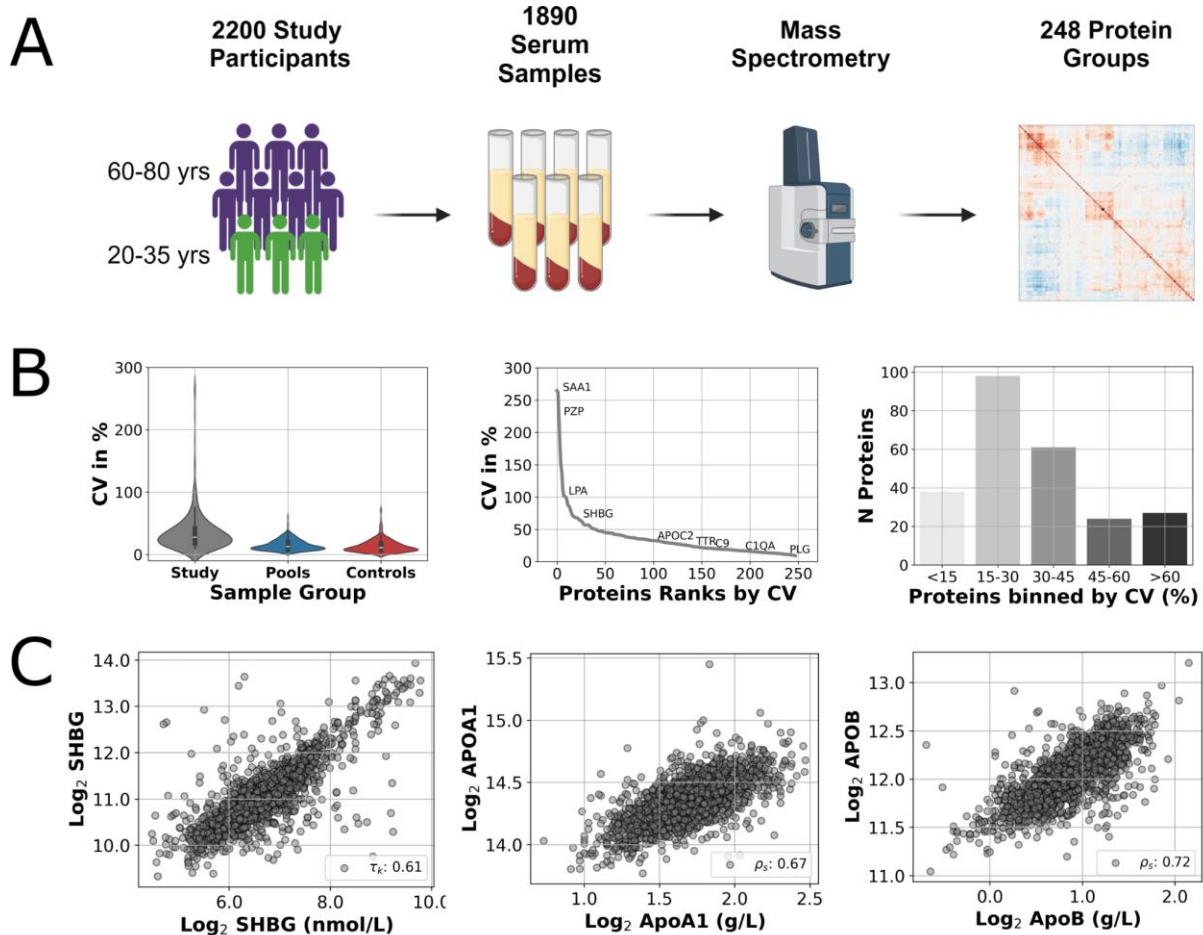 A
2200 Study
Participants
1890
Serum
Samples
Mass
Spectrometry
248 Protein
Groups
60-80 yrs
20-35 yrs
B
CV in %
300
200
100
0
Study
Pools
Controls
Sample Group
CV in %
300
250
200
150
100
50
0
SAA1
PZP
LPA
SHBG
APOC2
TTR
C9
C1QA
PLG
0
50
100
150
200
250
Proteins Ranks by CV
N Proteins
100
80
60
40
20
0
<15
15-30
30-45
45-60
>60
Proteins binned by CV (%)
C
Log₂ SHBG
14.0
13.0
12.0
11.0
10.0
τₖ: 0.61
6.0
8.0
10.0
Log₂ SHBG (nmol/L)
Log₂ APOA1
15.5
15.0
14.5
14.0
ρₛ: 0.67
1.0
1.5
2.0
2.5
Log₂ ApoA1 (g/L)
Log₂ APOB
13.0
12.5
12.0
11.5
11.0
ρₛ: 0.72
0.0
1.0
2.0
Log₂ ApoB (g/L)